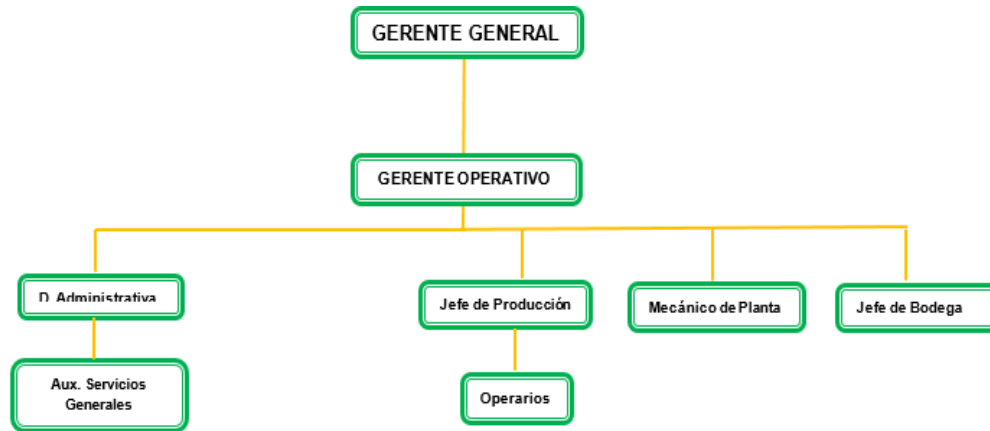 GERENTE GENERAL
GERENTE OPERATIVO
D. Administrativa
Jefe de Producción
Mecánico de Planta
Jefe de Bodega
Aux. Servicios
Generales
Operarios